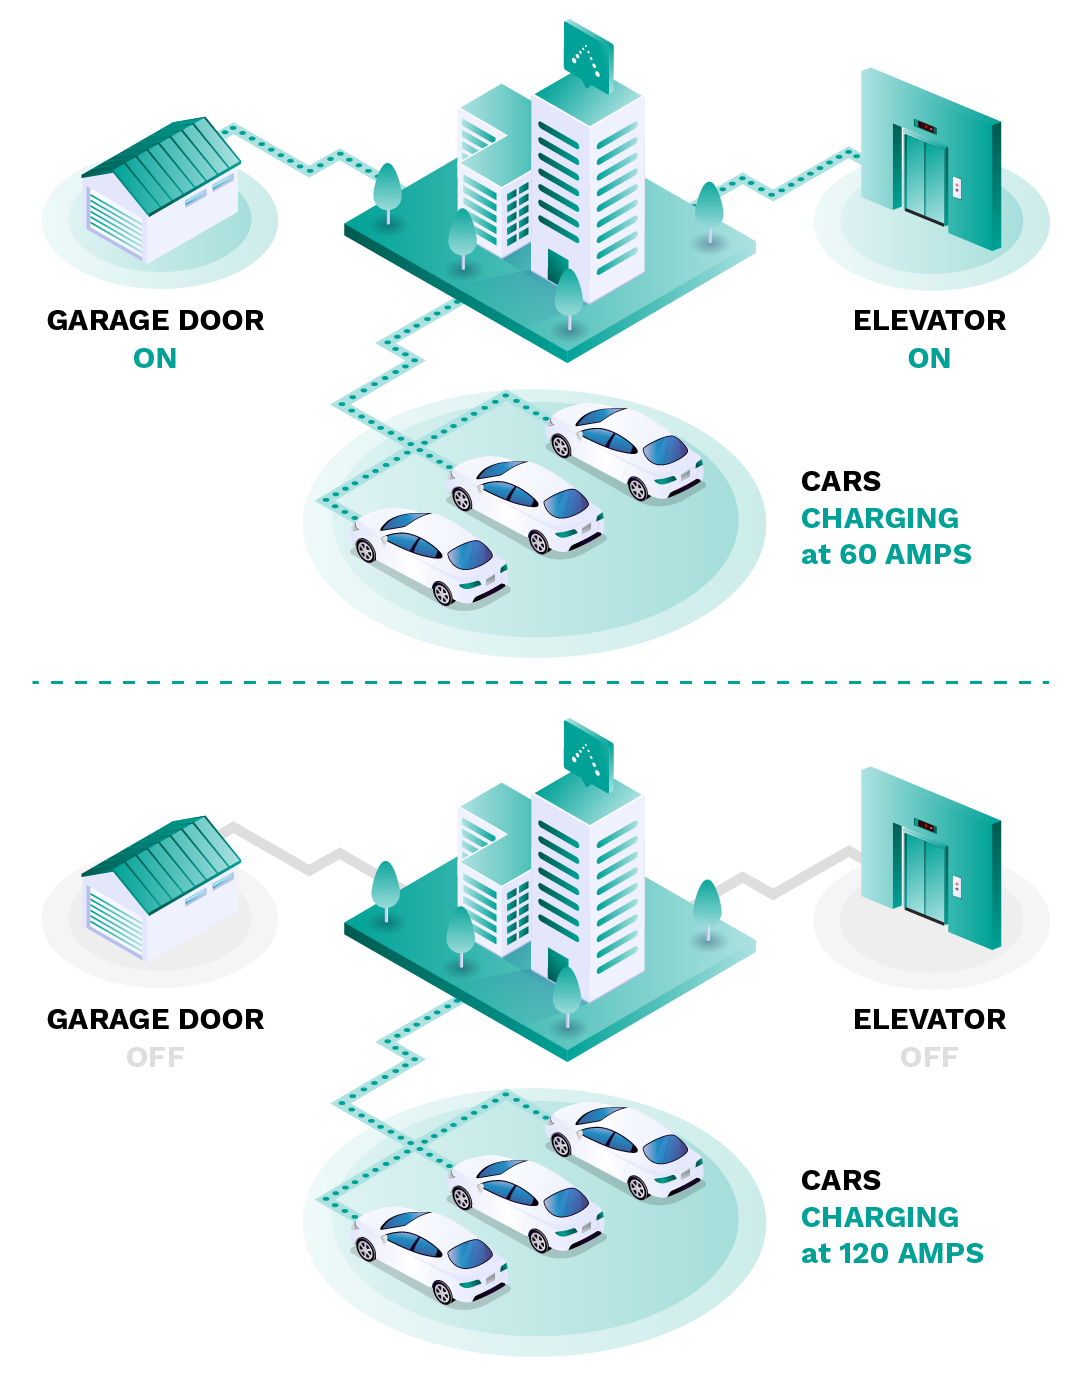 GARAGE DOOR
ON
ELEVATOR
ON
CARS
CHARGING
at 60 AMPS
GARAGE DOOR
OFF
ELEVATOR
OFF
CARS
CHARGING
at 120 AMPS